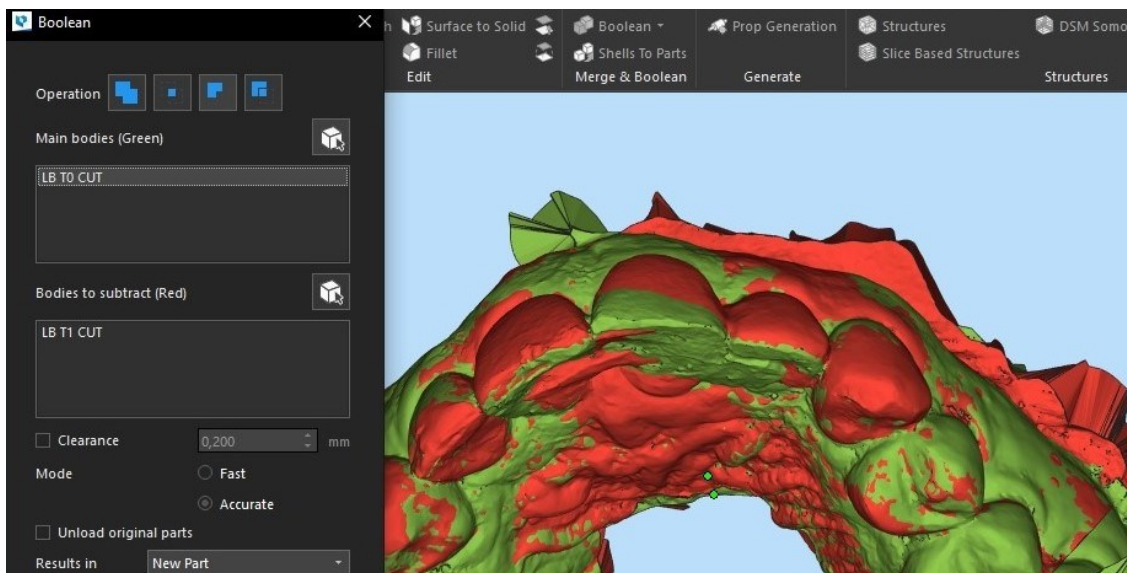 Boolean
Operation
Main bodies (Green)
LB T0 CUT
Bodies to subtract (Red)
LB T1 CUT
Clearance
0,200 mm
Mode
Fast
Accurate
Unload original parts
Results in
New Part
Surface to Solid
Fillet
Edit
Boolean
Shells To Parts
Merge & Boolean
Prop Generation
Generate
Structures
DSM Somo
Slice Based Structures
Structures